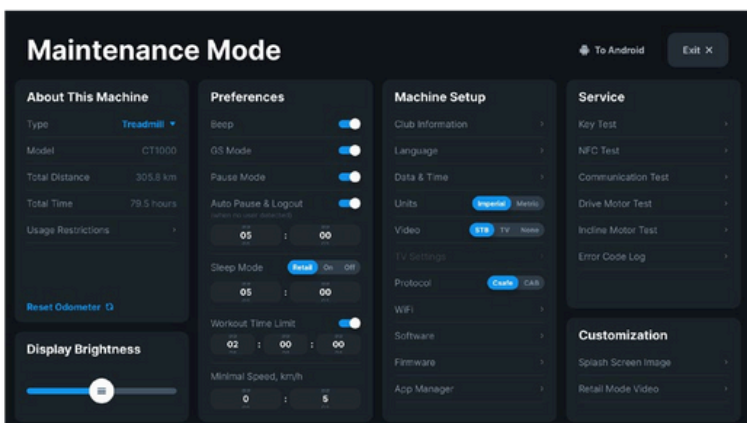 Maintenance Mode
To Android
Exit ×
About This Machine
Type Treadmill
Model CT1000
Total Distance 305.8 km
Total Time 79.5 hours
Usage Restrictions
Reset Odometer
Display Brightness
Preferences
Beep
GS Mode
Pause Mode
Auto Pause & Logout
(when no user detected)
05 : 00
Sleep Mode Retail On Off
05 : 00
Workout Time Limit
02 : 00 : 00
Minimal Speed, km/h
0 : 5
Machine Setup
Club Information
Language
Data & Time
Units Imperial Metric
Video STB TV None
TV Settings
Protocol Csafe CAB
WiFi
Software
Firmware
App Manager
Service
Key Test
NFC Test
Communication Test
Drive Motor Test
Incline Motor Test
Error Code Log
Customization
Splash Screen Image
Retail Mode Video